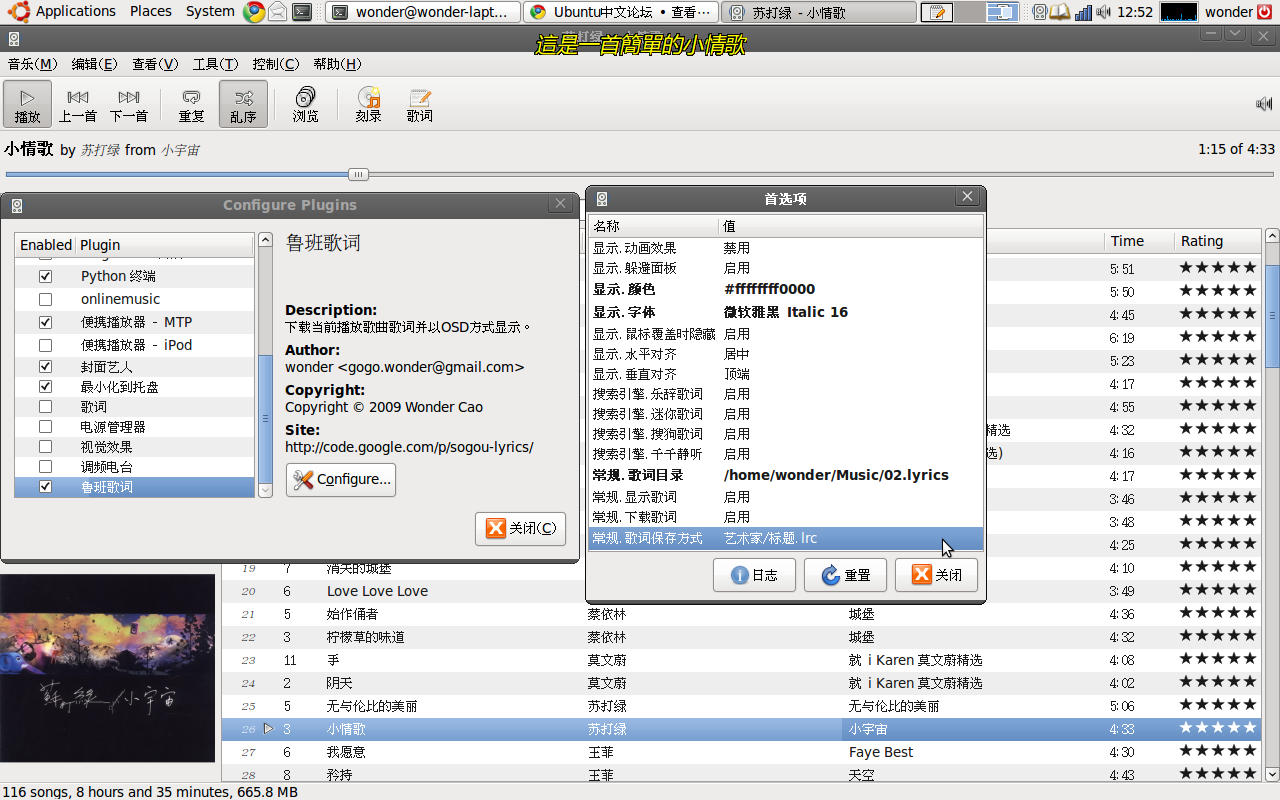 Applications Places System wonder@wonder-lapt... Ubuntu中文论坛 • 查看... 苏打绿 - 小情歌 12:52 wonder
這是一首簡單的小情歌
音乐(M) 编辑(E) 查看(V) 工具(T) 控制(C) 帮助(H)
播放 上一首 下一首 重复 乱序 浏览 刻录 歌词
小情歌 by 苏打绿 from 小宇宙 1:15 of 4:33
Configure Plugins
Enabled Plugin
Python 终端
onlinemusic
便携播放器 - MTP
便携播放器 - iPod
封面艺人
最小化到托盘
歌词
电源管理器
视觉效果
调频电台
鲁班歌词
鲁班歌词
Description:
下载当前播放歌曲歌词并以OSD方式显示。
Author:
wonder <gogo.wonder@gmail.com>
Copyright:
Copyright © 2009 Wonder Cao
Site:
http://code.google.com/p/sogou-lyrics/
Configure...
关闭(C)
首选项
名称 值
显示.动画效果 禁用
显示.躲避面板 启用
显示.颜色 #ffffffff0000
显示.字体 微软雅黑 Italic 16
显示.鼠标覆盖时隐藏 启用
显示.水平对齐 居中
显示.垂直对齐 顶端
搜索引擎.乐辞歌词 启用
搜索引擎.迷你歌词 启用
搜索引擎.搜狗歌词 启用
搜索引擎.千千静听 启用
常规.歌词目录 /home/wonder/Music/02.lyrics
常规.显示歌词 启用
常规.下载歌词 启用
常规.歌词保存方式 艺术家/标题.lrc
日志 重置 关闭
Time Rating
5:51
5:50
4:45
6:19
5:23
4:17
4:55
精选 4:32
选) 4:16
4:17
3:46
3:48
4:25
19 7 消失的城堡 4:10
20 6 Love Love Love 3:49
21 5 始作俑者 蔡依林 城堡 4:36
22 3 柠檬草的味道 蔡依林 城堡 4:32
23 11 手 莫文蔚 就 i Karen 莫文蔚精选 4:08
24 2 阴天 莫文蔚 就 i Karen 莫文蔚精选 4:02
25 5 无与伦比的美丽 苏打绿 无与伦比的美丽 5:06
26 3 小情歌 苏打绿 小宇宙 4:33
27 6 我愿意 王菲 Faye Best 4:30
28 8 矜持 王菲 天空 4:43
蘇打綠 小宇宙
116 songs, 8 hours and 35 minutes, 665.8 MB